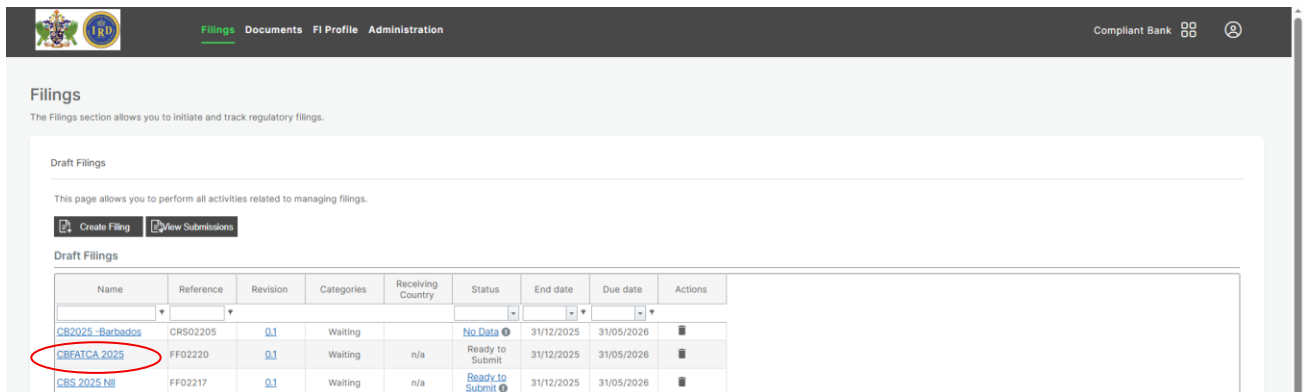 IRD
Filings Documents FI Profile Administration Compliant Bank
Filings
The Filings section allows you to initiate and track regulatory filings.
Draft Filings
This page allows you to perform all activities related to managing filings.
Create Filing View Submissions
Draft Filings
Name Reference Revision Categories Receiving Country Status End date Due date Actions
CB2025 -Barbados CRS02205 0.1 Waiting No Data 31/12/2025 31/05/2026
CBFATCA 2025 FF02220 0.1 Waiting n/a Ready to Submit 31/12/2025 31/05/2026
CBS 2025 Nil FF02217 0.1 Waiting n/a Ready to Submit 31/12/2025 31/05/2026